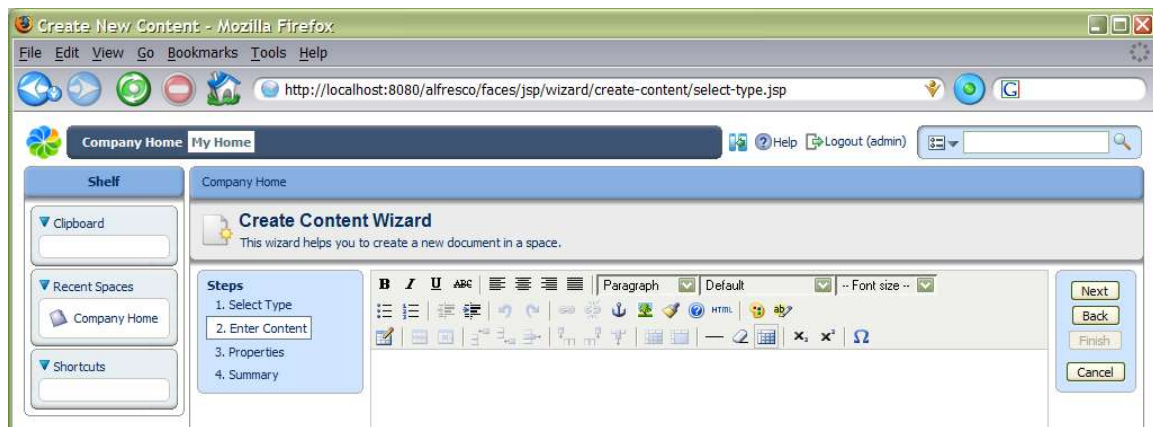 Create New Content - Mozilla Firefox
File Edit View Go Bookmarks Tools Help
http://localhost:8080/alfresco/faces/jsp/wizard/create-content/select-type.jsp
G
Company Home My Home
Help Logout (admin)
Shelf
Company Home
Clipboard
Create Content Wizard
This wizard helps you to create a new document in a space.
Recent Spaces
Company Home
Shortcuts
Steps
1. Select Type
2. Enter Content
3. Properties
4. Summary
B I U ABC Paragraph Default -- Font size --
HTML ab
X₂ X² Ω
Next
Back
Finish
Cancel